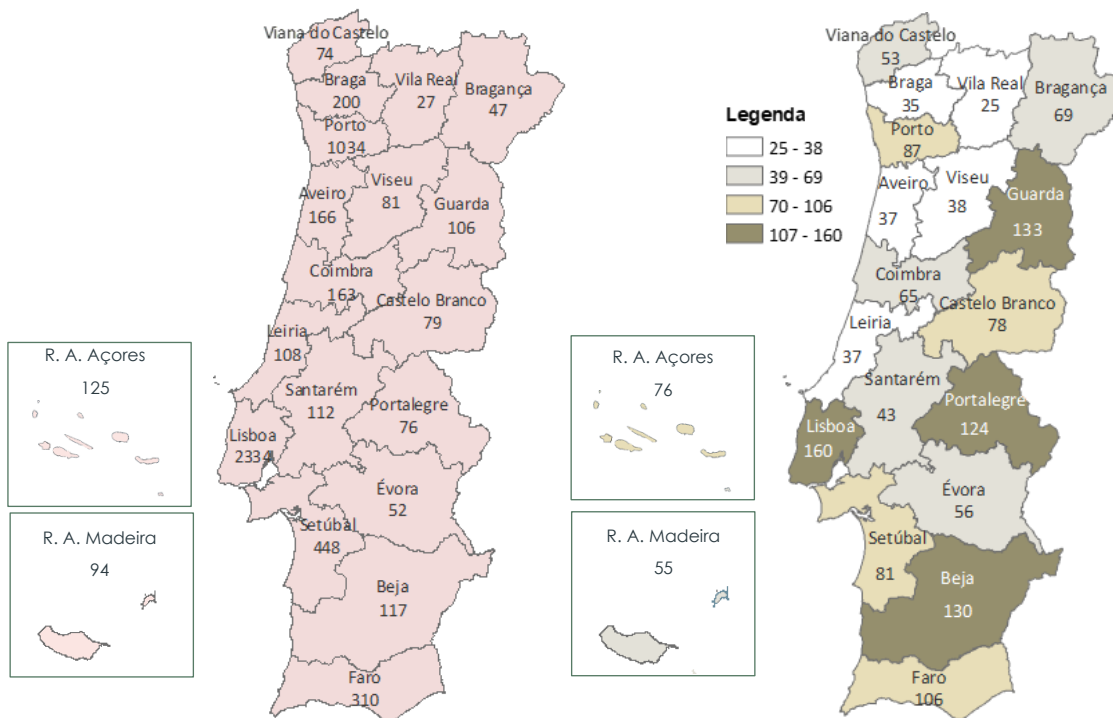 Viana do Castelo
74
Braga
200
Vila Real
27
Bragança
47
Porto
1034
Aveiro
166
Viseu
81
Guarda
106
Coimbra
163
Castelo Branco
79
Leiria
108
Santarém
112
Portalegre
76
Lisboa
Évora
52
Setúbal
448
Beja
117
Faro
310
R. A. Açores
125
R. A. Madeira
94
Legenda
25 - 38
39 - 69
70 - 106
107 - 160
Viana do Castelo
53
Braga
35
Vila Real
25
Bragança
69
Porto
87
Aveiro
37
Viseu
38
Guarda
133
Coimbra
65
Castelo Branco
78
Leiria
37
Santarém
43
Portalegre
124
Lisboa
160
Évora
56
Setúbal
81
Beja
130
Faro
106
R. A. Açores
76
R. A. Madeira
55